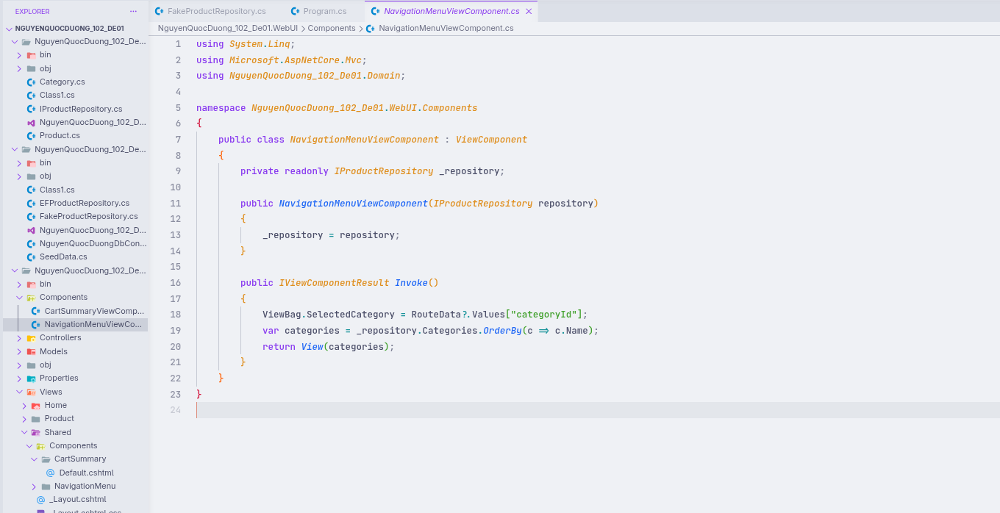 EXPLORER ···
NGUYENQUOCDUONG_102_DE01
NguyenQuocDuong_102_De...
bin
obj
Category.cs
Class1.cs
IProductRepository.cs
NguyenQuocDuong_102_D...
Product.cs
NguyenQuocDuong_102_De...
bin
obj
Class1.cs
EFProductRepository.cs
FakeProductRepository.cs
NguyenQuocDuong_102_D...
NguyenQuocDuongDbCon...
SeedData.cs
NguyenQuocDuong_102_De...
bin
Components
CartSummaryViewComp...
NavigationMenuViewCo...
Controllers
Models
obj
Properties
Views
Home
Product
Shared
Components
CartSummary
Default.cshtml
NavigationMenu
_Layout.cshtml
_Layout.cshtml.css
FakeProductRepository.cs Program.cs NavigationMenuViewComponent.cs
NguyenQuocDuong_102_De01.WebUI > Components > NavigationMenuViewComponent.cs
1 using System.Linq;
2 using Microsoft.AspNetCore.Mvc;
3 using NguyenQuocDuong_102_De01.Domain;
4
5 namespace NguyenQuocDuong_102_De01.WebUI.Components
6 {
7     public class NavigationMenuViewComponent : ViewComponent
8     {
9         private readonly IProductRepository _repository;
10
11         public NavigationMenuViewComponent(IProductRepository repository)
12         {
13             _repository = repository;
14         }
15
16         public IViewComponentResult Invoke()
17         {
18             ViewBag.SelectedCategory = RouteData?.Values["categoryId"];
19             var categories = _repository.Categories.OrderBy(c => c.Name);
20             return View(categories);
21         }
22     }
23 }
24